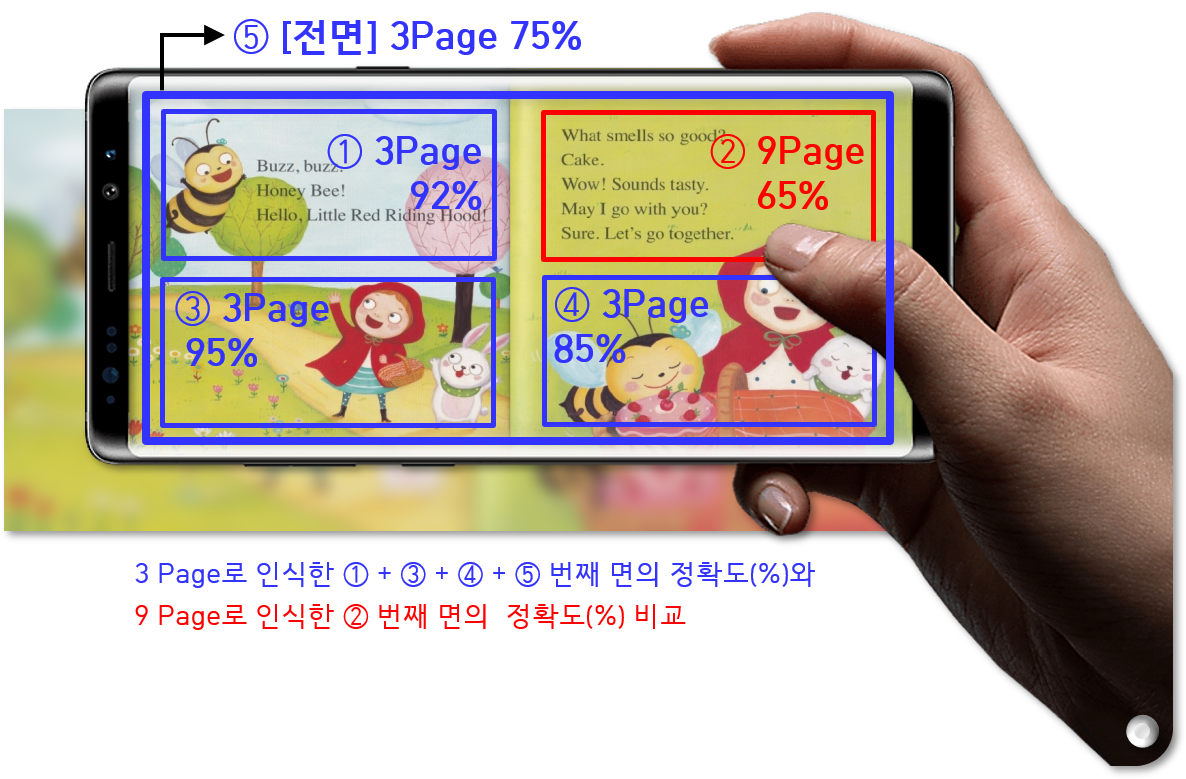 ⑤ [전면] 3Page 75%
Buzz, buzz.
Honey Bee!
Hello, Little Red Riding Hood!
① 3Page
92%
What smells so good?
Cake.
Wow! Sounds tasty.
May I go with you?
Sure. Let's go together.
② 9Page
65%
③ 3Page
95%
④ 3Page
85%
3 Page로 인식한 ① + ③ + ④ + ⑤ 번째 면의 정확도(%)와
9 Page로 인식한 ② 번째 면의 정확도(%) 비교